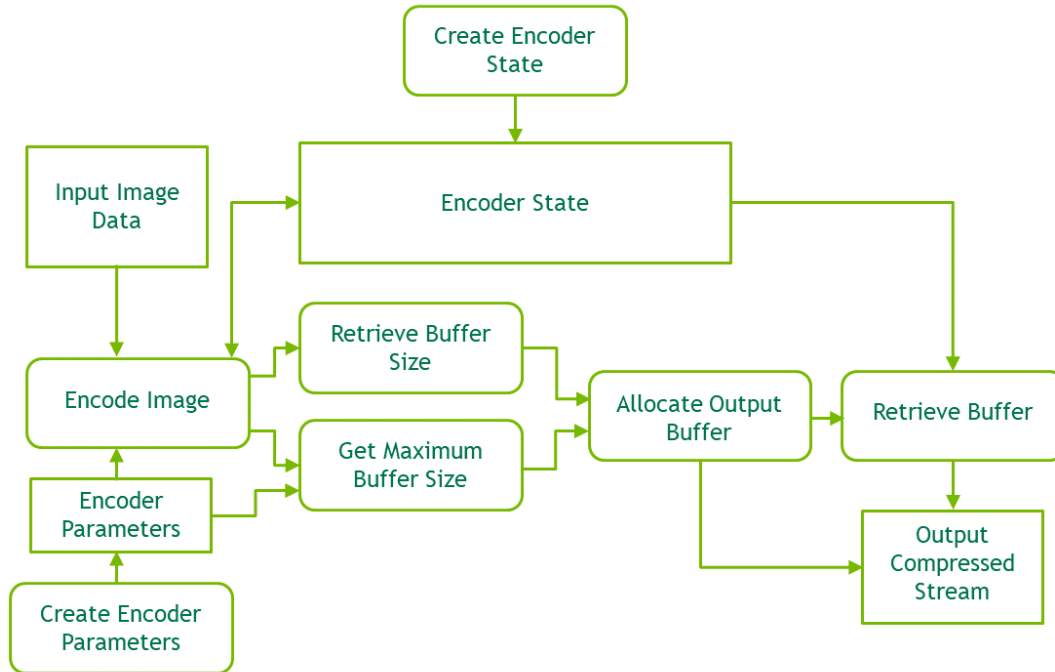 Create Encoder
State
Input Image
Data
Encoder State
Retrieve Buffer
Size
Encode Image
Allocate Output
Buffer
Retrieve Buffer
Get Maximum
Buffer Size
Encoder
Parameters
Output
Compressed
Stream
Create Encoder
Parameters